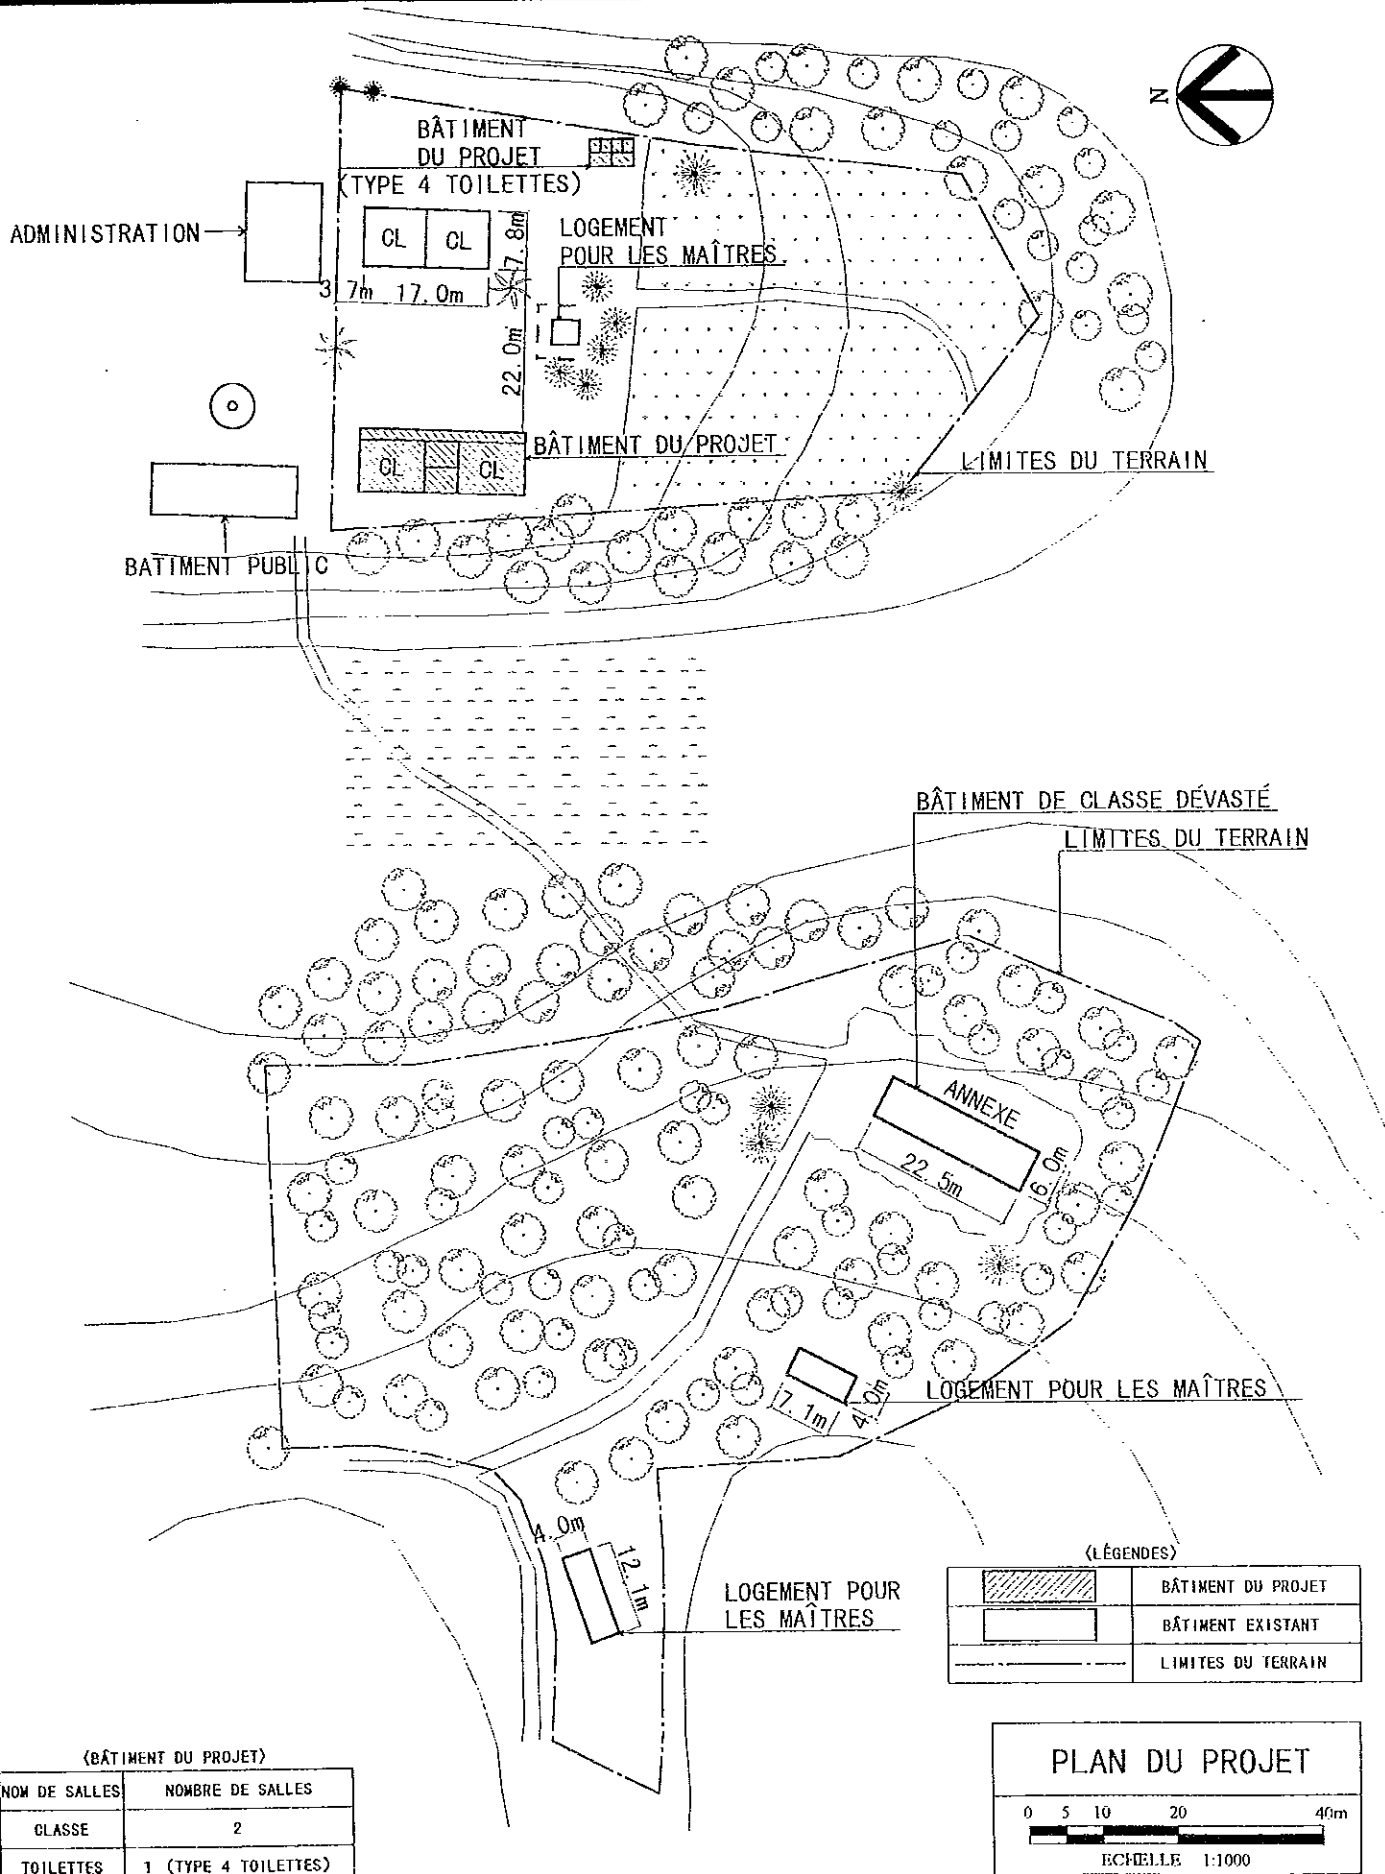 N
BÂTIMENT
DU PROJET
(TYPE 4 TOILETTES)
ADMINISTRATION
CL CL
7.8m
LOGEMENT
POUR LES MAÎTRES
3.7m 17.0m
22.0m
BÂTIMENT DU PROJET
CL CL
LIMITES DU TERRAIN
BATIMENT PUBLIC
BÂTIMENT DE CLASSE DÉVASTÉ
LIMITES DU TERRAIN
ANNEXE
22.5m
6.0m
7.1m
4.0m
LOGEMENT POUR LES MAÎTRES
4.0m
12.1m
LOGEMENT POUR
LES MAÎTRES
(LÉGENDES)
BÂTIMENT DU PROJET
BÂTIMENT EXISTANT
LIMITES DU TERRAIN
(BÂTIMENT DU PROJET)
NOM DE SALLES NOMBRE DE SALLES
CLASSE 2
TOILETTES 1 (TYPE 4 TOILETTES)
PLAN DU PROJET
0 5 10 20 40m
ECHELLE 1:1000